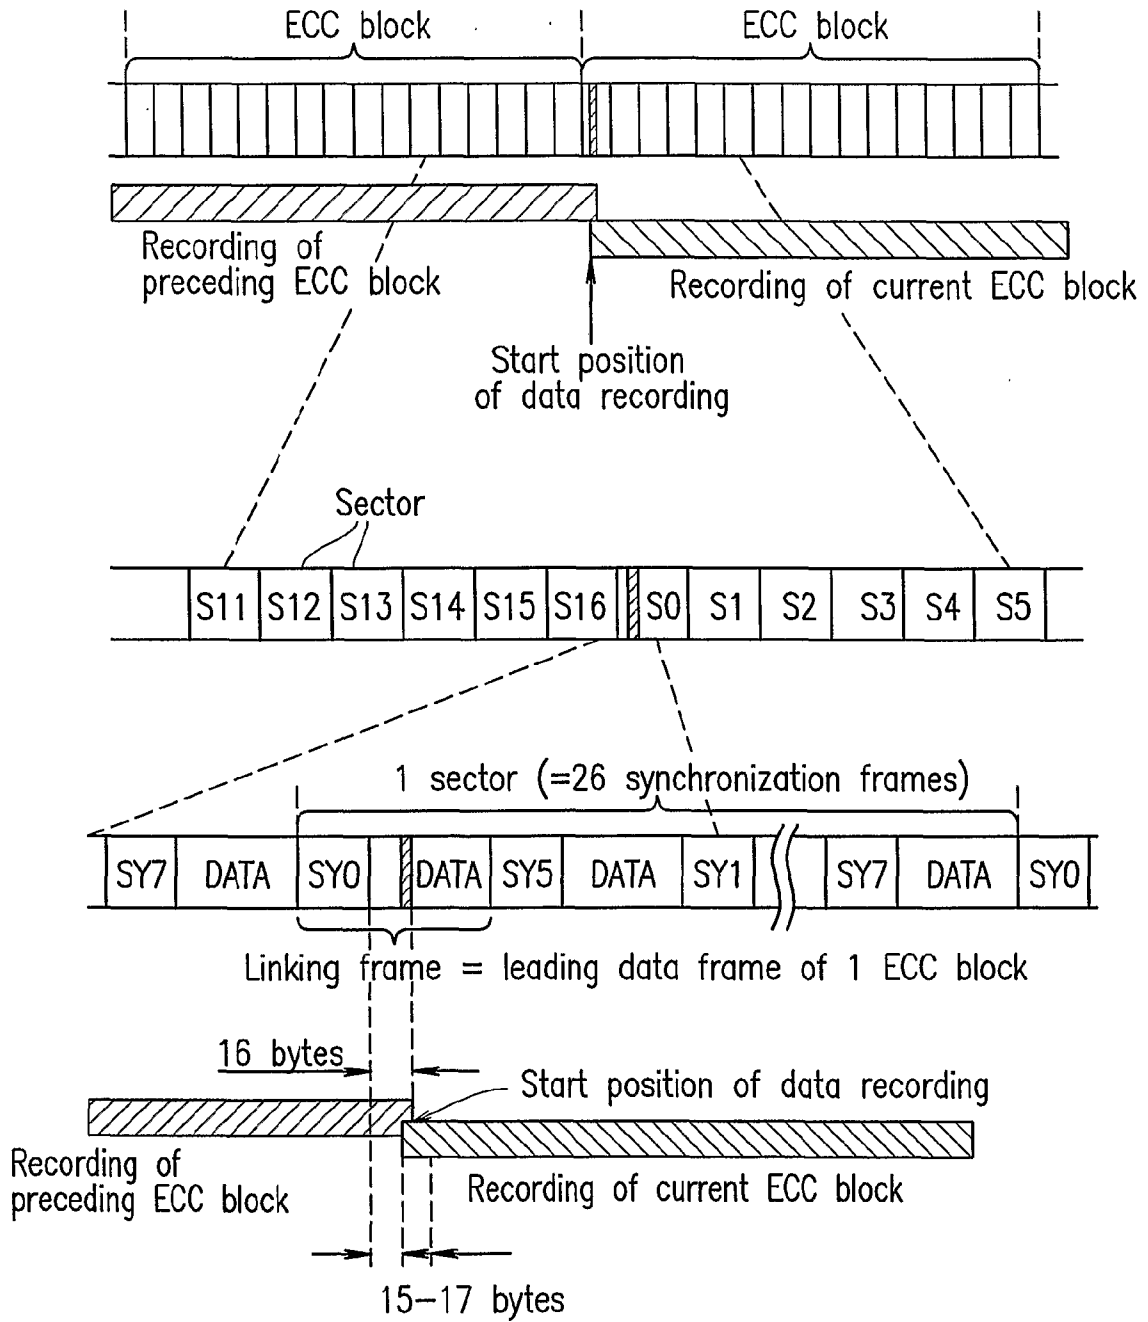 ECC block ECC block
Recording of
preceding ECC block
Recording of current ECC block
Start position
of data recording
Sector
S11 S12 S13 S14 S15 S16 S0 S1 S2 S3 S4 S5
1 sector (=26 synchronization frames)
SY7 DATA SY0 DATA SY5 DATA SY1 SY7 DATA SY0
Linking frame = leading data frame of 1 ECC block
16 bytes
Start position of data recording
Recording of
preceding ECC block
Recording of current ECC block
15-17 bytes